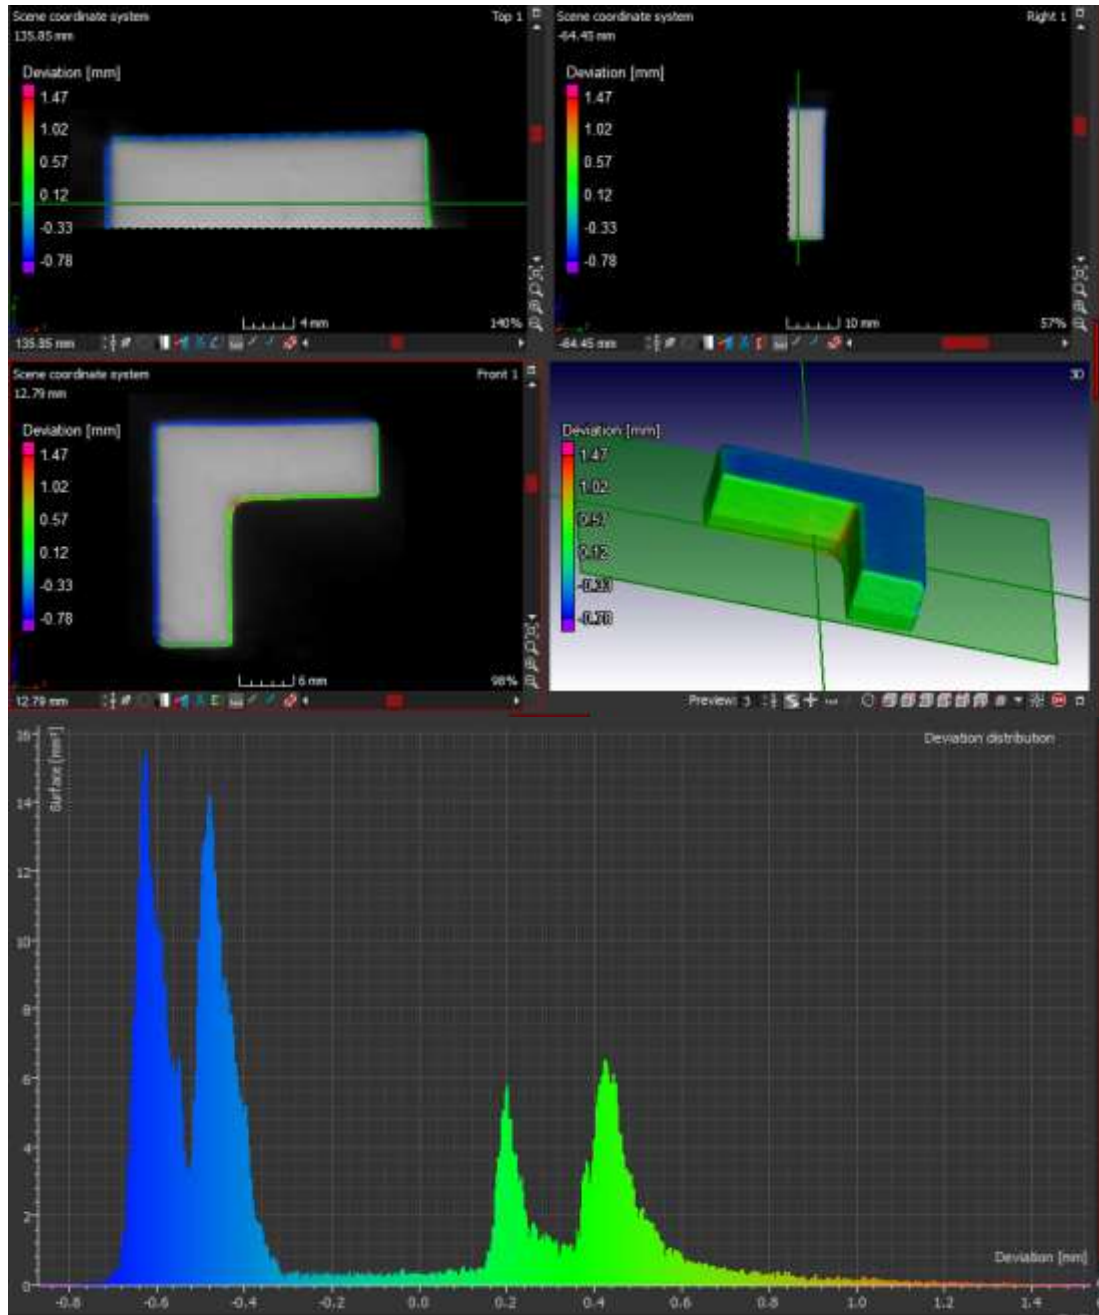 Scene coordinate system
Top 1
135.85 mm
Deviation [mm]
1.47
1.02
0.57
0.12
-0.33
-0.78
4 mm
140%
135.85 mm
Scene coordinate system
Right 1
-64.45 mm
Deviation [mm]
1.47
1.02
0.57
0.12
-0.33
-0.78
10 mm
57%
-64.45 mm
Scene coordinate system
Front 1
12.79 mm
Deviation [mm]
1.47
1.02
0.57
0.12
-0.33
-0.78
6 mm
98%
12.79 mm
3D
Deviation [mm]
1.47
1.02
0.57
0.12
-0.33
-0.78
Preview: 3
Deviation distribution
Surface [mm²]
16
14
12
10
8
6
4
2
0
Deviation [mm]
-0.8
-0.6
-0.4
-0.2
0.0
0.2
0.4
0.6
0.8
1.0
1.2
1.4